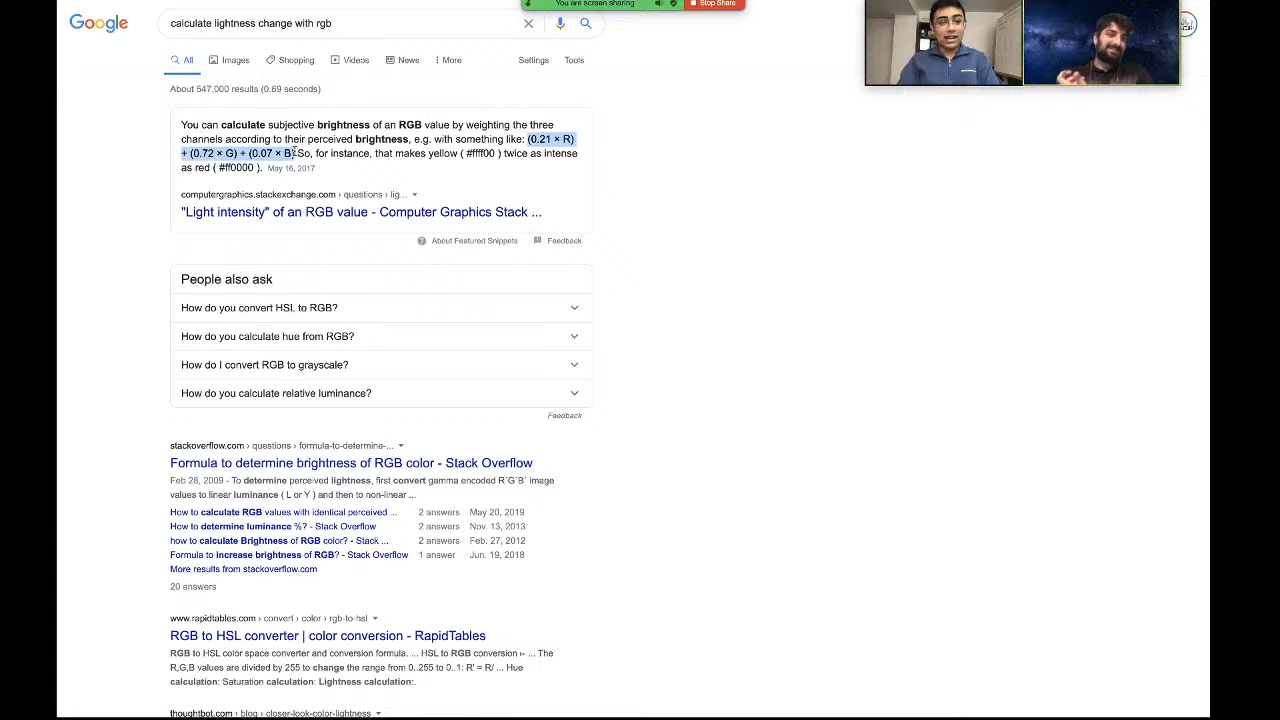 You are screen sharing
Stop Share
Google
calculate lightness change with rgb
All
Images
Shopping
Videos
News
More
Settings
Tools
About 547,000 results (0.69 seconds)
You can calculate subjective brightness of an RGB value by weighting the three
channels according to their perceived brightness, e.g. with something like: (0.21 × R)
+ (0.72 × G) + (0.07 × B) So, for instance, that makes yellow ( #ffff00 ) twice as intense
as red ( #ff0000 ). May 16, 2017
computergraphics.stackexchange.com › questions › lig...
"Light intensity" of an RGB value - Computer Graphics Stack ...
About Featured Snippets
Feedback
People also ask
How do you convert HSL to RGB?
How do you calculate hue from RGB?
How do I convert RGB to grayscale?
How do you calculate relative luminance?
Feedback
stackoverflow.com › questions › formula-to-determine-...
Formula to determine brightness of RGB color - Stack Overflow
Feb 28, 2009 - To determine perceived lightness, first convert gamma encoded R´G´B´ image
values to linear luminance ( L or Y ) and then to non-linear ...
How to calculate RGB values with identical perceived ... 2 answers May 20, 2019
How to determine luminance %? - Stack Overflow 2 answers Nov. 13, 2013
how to calculate Brightness of RGB color? - Stack ... 2 answers Feb. 27, 2012
Formula to increase brightness of RGB? - Stack Overflow 1 answer Jun. 19, 2018
More results from stackoverflow.com
20 answers
www.rapidtables.com › convert › color › rgb-to-hsl
RGB to HSL converter | color conversion - RapidTables
RGB to HSL color space converter and conversion formula. ... HSL to RGB conversion ► ... The
R,G,B values are divided by 255 to change the range from 0..255 to 0..1: R' = R/ ... Hue
calculation: Saturation calculation: Lightness calculation:.
thoughtbot.com › blog › closer-look-color-lightness